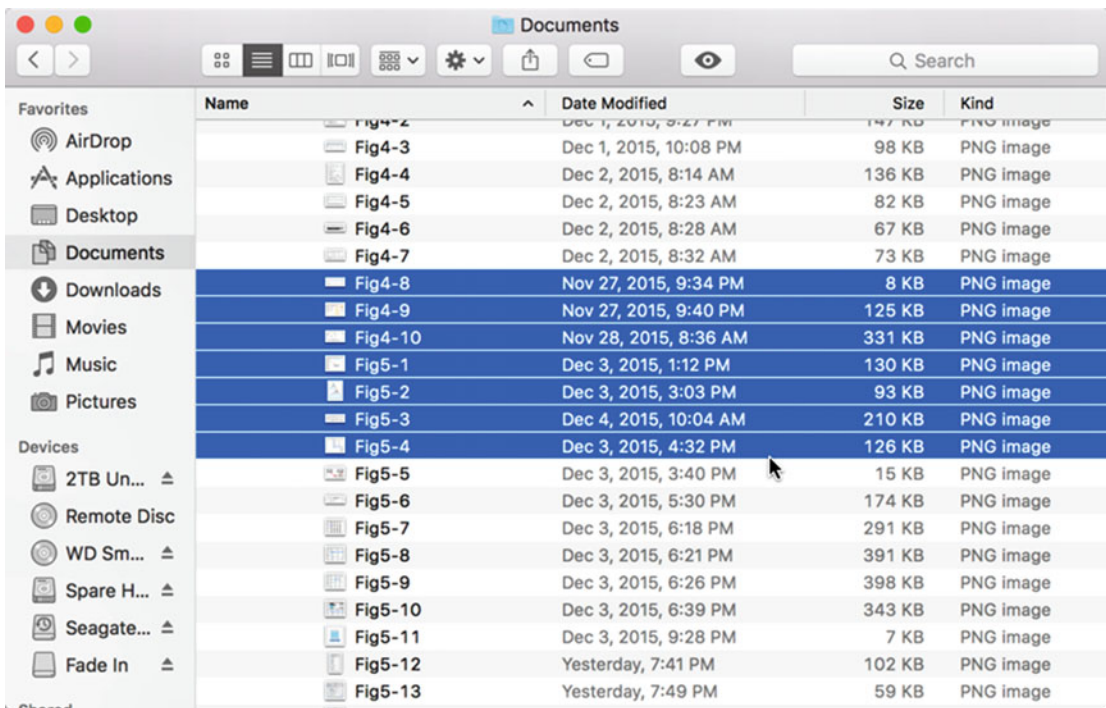 Documents
Search
Favorites
AirDrop
Applications
Desktop
Documents
Downloads
Movies
Music
Pictures
Devices
2TB Un...
Remote Disc
WD Sm...
Spare H...
Seagate...
Fade In
Shared
Name Date Modified Size Kind
Fig4-2 Dec 1, 2015, 9:27 PM 147 KB PNG image
Fig4-3 Dec 1, 2015, 10:08 PM 98 KB PNG image
Fig4-4 Dec 2, 2015, 8:14 AM 136 KB PNG image
Fig4-5 Dec 2, 2015, 8:23 AM 82 KB PNG image
Fig4-6 Dec 2, 2015, 8:28 AM 67 KB PNG image
Fig4-7 Dec 2, 2015, 8:32 AM 73 KB PNG image
Fig4-8 Nov 27, 2015, 9:34 PM 8 KB PNG image
Fig4-9 Nov 27, 2015, 9:40 PM 125 KB PNG image
Fig4-10 Nov 28, 2015, 8:36 AM 331 KB PNG image
Fig5-1 Dec 3, 2015, 1:12 PM 130 KB PNG image
Fig5-2 Dec 3, 2015, 3:03 PM 93 KB PNG image
Fig5-3 Dec 4, 2015, 10:04 AM 210 KB PNG image
Fig5-4 Dec 3, 2015, 4:32 PM 126 KB PNG image
Fig5-5 Dec 3, 2015, 3:40 PM 15 KB PNG image
Fig5-6 Dec 3, 2015, 5:30 PM 174 KB PNG image
Fig5-7 Dec 3, 2015, 6:18 PM 291 KB PNG image
Fig5-8 Dec 3, 2015, 6:21 PM 391 KB PNG image
Fig5-9 Dec 3, 2015, 6:26 PM 398 KB PNG image
Fig5-10 Dec 3, 2015, 6:39 PM 343 KB PNG image
Fig5-11 Dec 3, 2015, 9:28 PM 7 KB PNG image
Fig5-12 Yesterday, 7:41 PM 102 KB PNG image
Fig5-13 Yesterday, 7:49 PM 59 KB PNG image